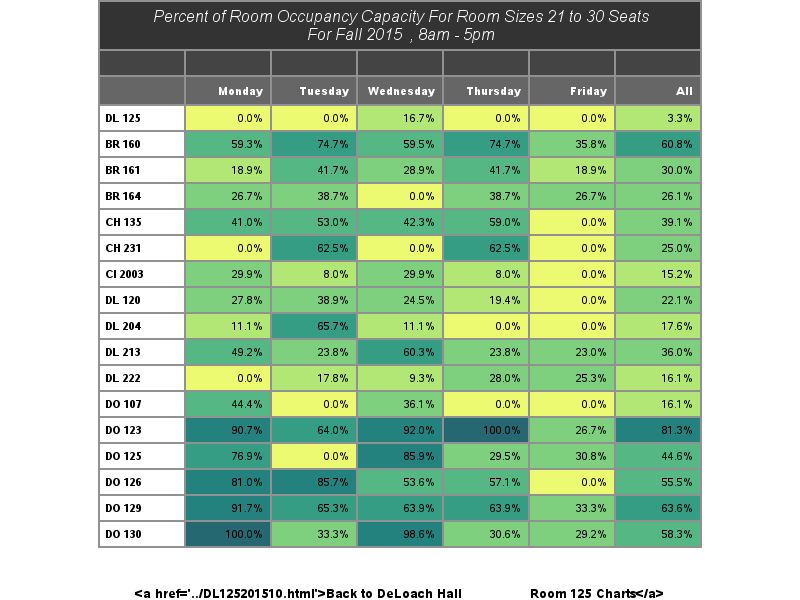 Percent of Room Occupancy Capacity For Room Sizes 21 to 30 Seats
For Fall 2015 , 8am - 5pm
Monday Tuesday Wednesday Thursday Friday All
DL 125 0.0% 0.0% 16.7% 0.0% 0.0% 3.3%
BR 160 59.3% 74.7% 59.5% 74.7% 35.8% 60.8%
BR 161 18.9% 41.7% 28.9% 41.7% 18.9% 30.0%
BR 164 26.7% 38.7% 0.0% 38.7% 26.7% 26.1%
CH 135 41.0% 53.0% 42.3% 59.0% 0.0% 39.1%
CH 231 0.0% 62.5% 0.0% 62.5% 0.0% 25.0%
CI 2003 29.9% 8.0% 29.9% 8.0% 0.0% 15.2%
DL 120 27.8% 38.9% 24.5% 19.4% 0.0% 22.1%
DL 204 11.1% 65.7% 11.1% 0.0% 0.0% 17.6%
DL 213 49.2% 23.8% 60.3% 23.8% 23.0% 36.0%
DL 222 0.0% 17.8% 9.3% 28.0% 25.3% 16.1%
DO 107 44.4% 0.0% 36.1% 0.0% 0.0% 16.1%
DO 123 90.7% 64.0% 92.0% 100.0% 26.7% 81.3%
DO 125 76.9% 0.0% 85.9% 29.5% 30.8% 44.6%
DO 126 81.0% 85.7% 53.6% 57.1% 0.0% 55.5%
DO 129 91.7% 65.3% 63.9% 63.9% 33.3% 63.6%
DO 130 100.0% 33.3% 98.6% 30.6% 29.2% 58.3%
<a href='../DL125201510.html'>Back to DeLoach Hall Room 125 Charts</a>